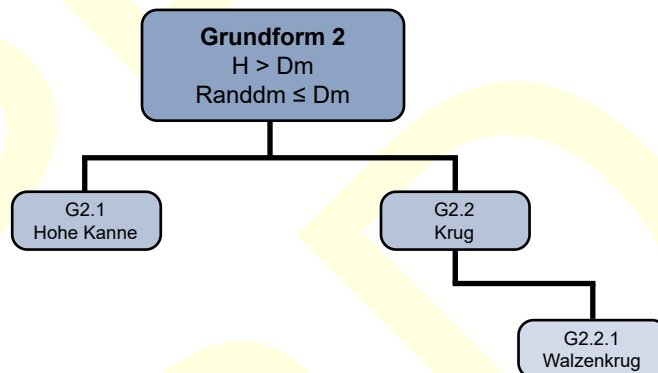 Grundform 2
H > Dm
Randdm ≤ Dm
G2.1
Hohe Kanne
G2.2
Krug
G2.2.1
Walzenkrug